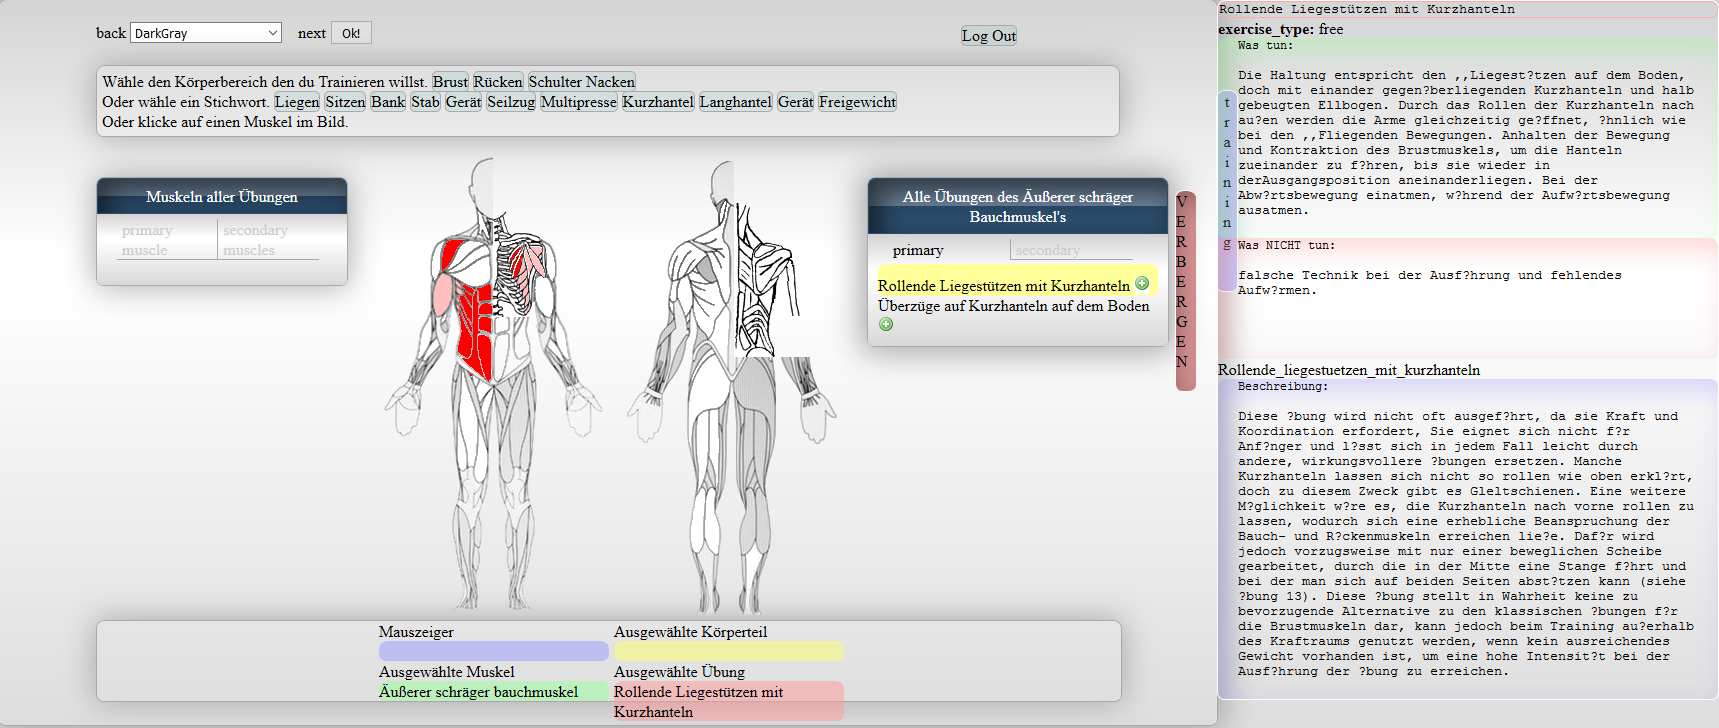 back DarkGray next Ok!
Log Out
Wähle den Körperbereich den du Trainieren willst. Brust Rücken Schulter Nacken
Oder wähle ein Stichwort. Liegen Sitzen Bank Stab Gerät Seilzug Multipresse Kurzhantel Langhantel Gerät Freigewicht
Oder klicke auf einen Muskel im Bild.
Muskeln aller Übungen
primary muscle
secondary muscles
Alle Übungen des Äußerer schräger
Bauchmuskel's
primary secondary
Rollende Liegestützen mit Kurzhanteln
Überzüge auf Kurzhanteln auf dem Boden
VERBERGEN
Mauszeiger
Ausgewählte Körperteil
Ausgewählte Muskel
Äußerer schräger bauchmuskel
Ausgewählte Übung
Rollende Liegestützen mit
Kurzhanteln
Rollende Liegestützen mit Kurzhanteln
exercise_type: free
training
Was tun:
Die Haltung entspricht den ,,Liegest?tzen auf dem Boden,
doch mit einander gegen?berliegenden Kurzhanteln und halb
gebeugten Ellbogen. Durch das Rollen der Kurzhanteln nach
au?en werden die Arme gleichzeitig ge?ffnet, ?hnlich wie
bei den ,,Fliegenden Bewegungen. Anhalten der Bewegung
und Kontraktion des Brustmuskels, um die Hanteln
zueinander zu f?hren, bis sie wieder in
derAusgangsposition aneinanderliegen. Bei der
Abw?rtsbewegung einatmen, w?hrend der Aufw?rtsbewegung
ausatmen.
Was NICHT tun:
falsche Technik bei der Ausf?hrung und fehlendes
Aufw?rmen.
Rollende_liegestuetzen_mit_kurzhanteln
Beschreibung:
Diese ?bung wird nicht oft ausgef?hrt, da sie Kraft und
Koordination erfordert, Sie eignet sich nicht f?r
Anf?nger und l?sst sich in jedem Fall leicht durch
andere, wirkungsvollere ?bungen ersetzen. Manche
Kurzhanteln lassen sich nicht so rollen wie oben erkl?rt,
doch zu diesem Zweck gibt es Gleltschienen. Eine weitere
M?glichkeit w?re es, die Kurzhanteln nach vorne rollen zu
lassen, wodurch sich eine erhebliche Beanspruchung der
Bauch- und R?ckenmuskeln erreichen lie?e. Daf?r wird
jedoch vorzugsweise mit nur einer beweglichen Scheibe
gearbeitet, durch die in der Mitte eine Stange f?hrt und
bei der man sich auf beiden Seiten abst?tzen kann (siehe
?bung 13). Diese ?bung stellt in Wahrheit keine zu
bevorzugende Alternative zu den klassischen ?bungen f?r
die Brustmuskeln dar, kann jedoch beim Training au?erhalb
des Kraftraums genutzt werden, wenn kein ausreichendes
Gewicht vorhanden ist, um eine hohe Intensit?t bei der
Ausf?hrung der ?bung zu erreichen.